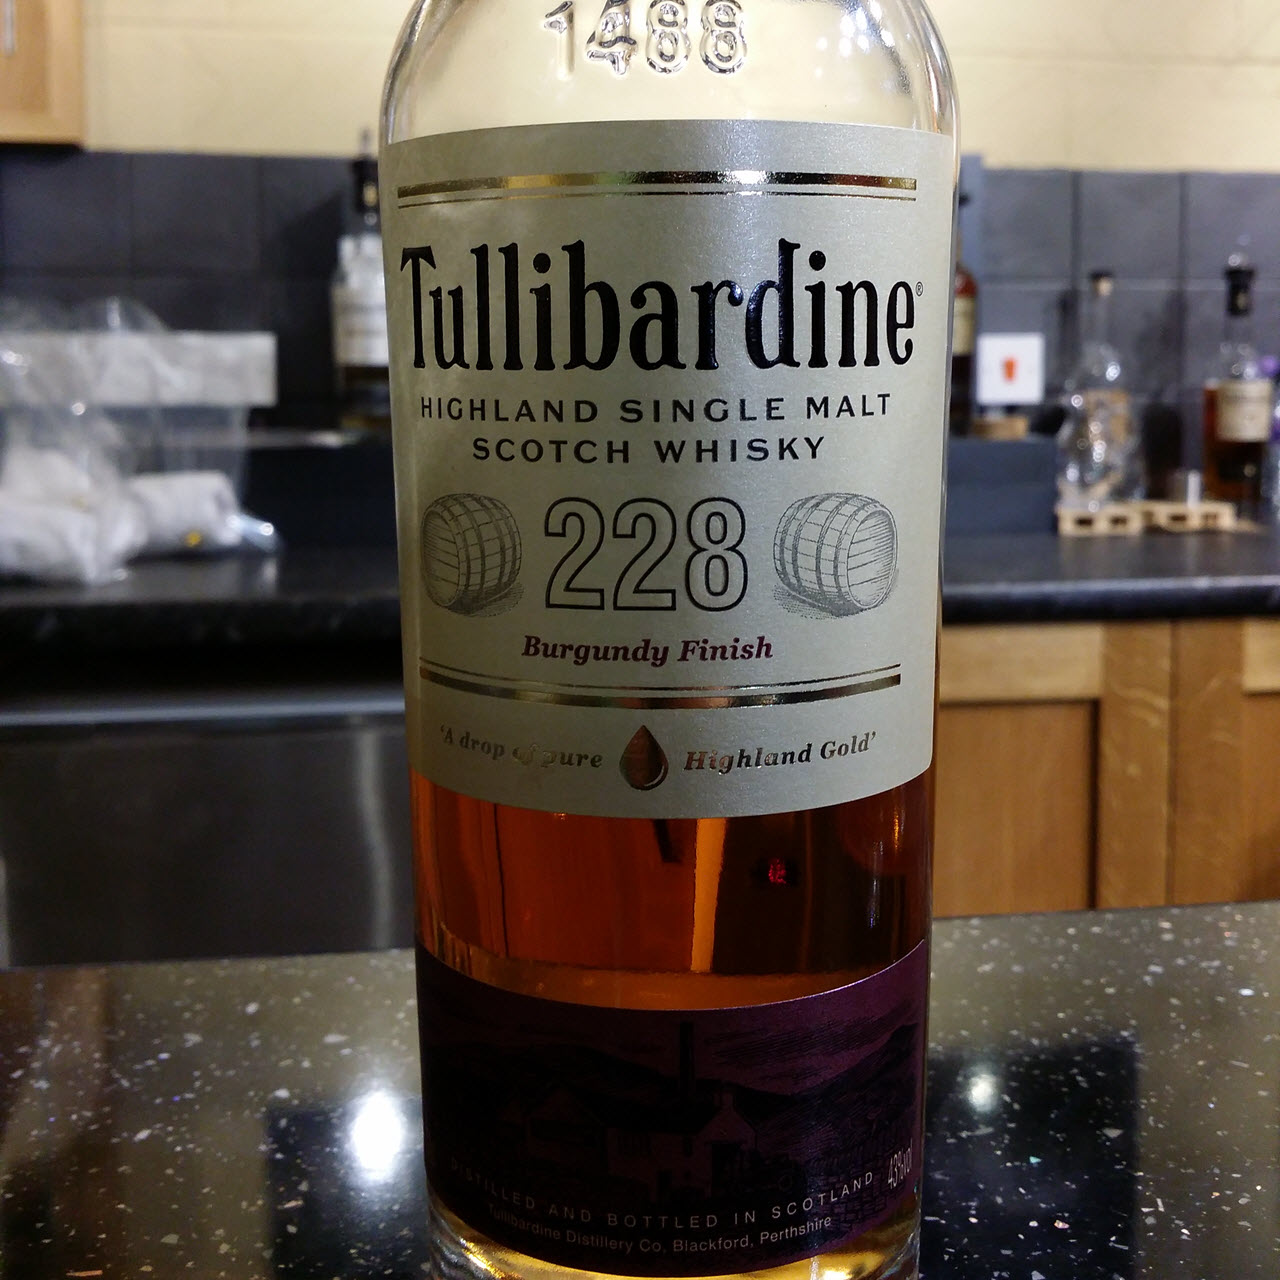 1488
Tullibardine®
HIGHLAND SINGLE MALT
SCOTCH WHISKY
228
Burgundy Finish
'A drop of pure Highland Gold'
DISTILLED AND BOTTLED IN SCOTLAND 43%vol
Tullibardine Distillery Co, Blackford, Perthshire